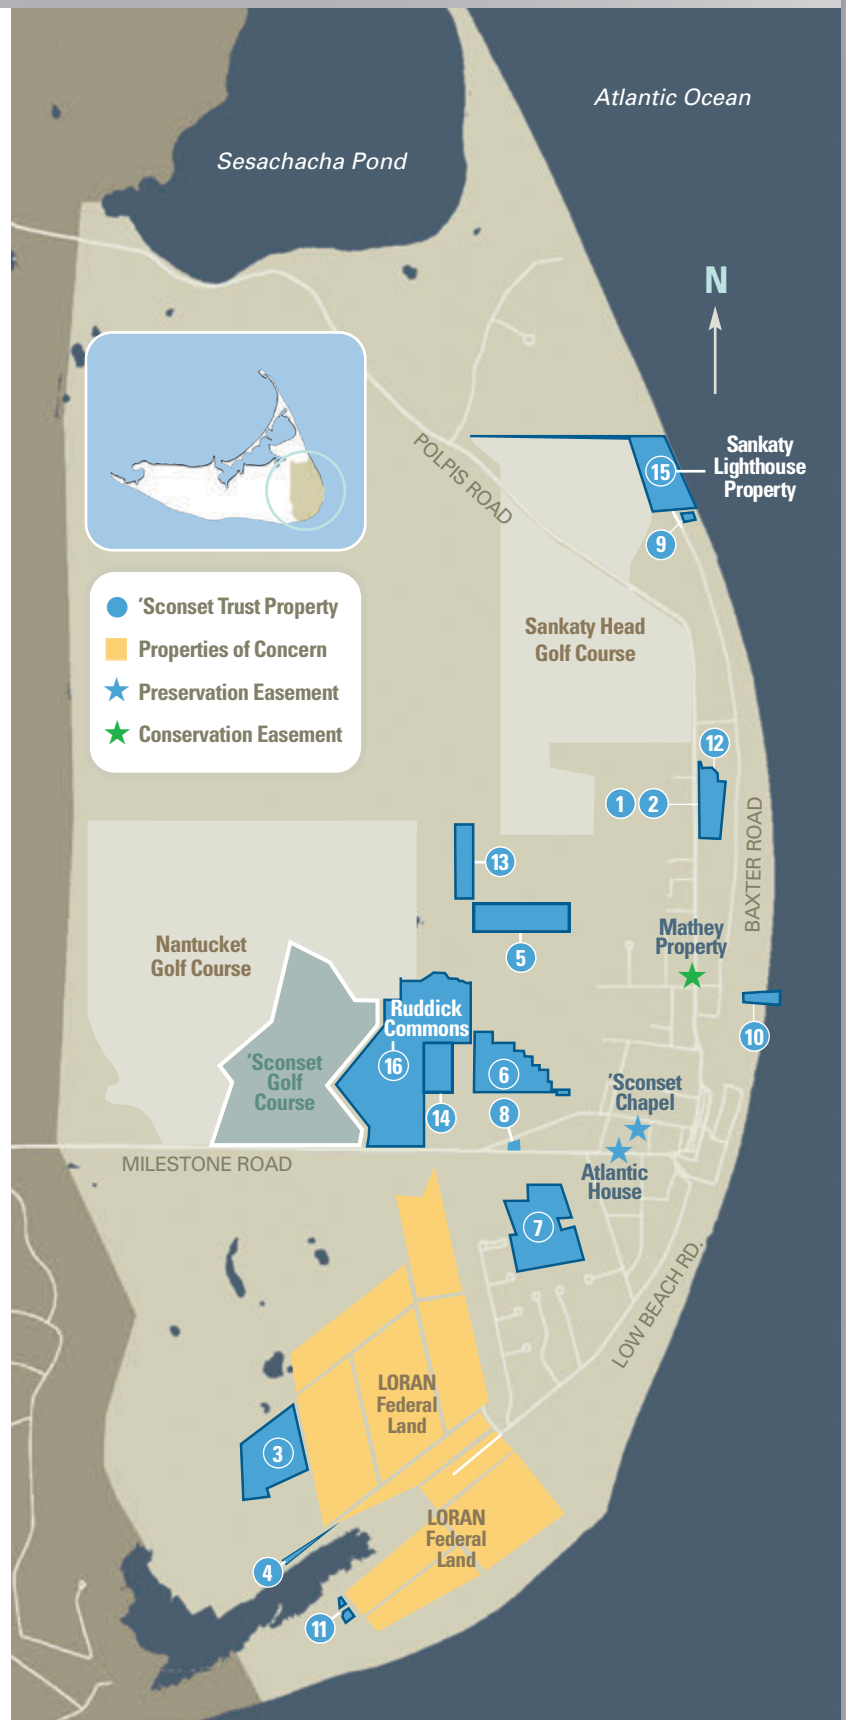 Atlantic Ocean
Sesachacha Pond
N
POLPIS ROAD
Sankaty
Lighthouse
Property
15
9
'Sconset Trust Property
Properties of Concern
Preservation Easement
Conservation Easement
Sankaty Head
Golf Course
12
1
2
BAXTER ROAD
13
Mathey
Property
Nantucket
Golf Course
5
10
Ruddick
Commons
16
'Sconset
Golf
Course
6
14
8
'Sconset
Chapel
MILESTONE ROAD
Atlantic
House
7
LOW BEACH RD.
LORAN
Federal
Land
3
LORAN
Federal
Land
4
11